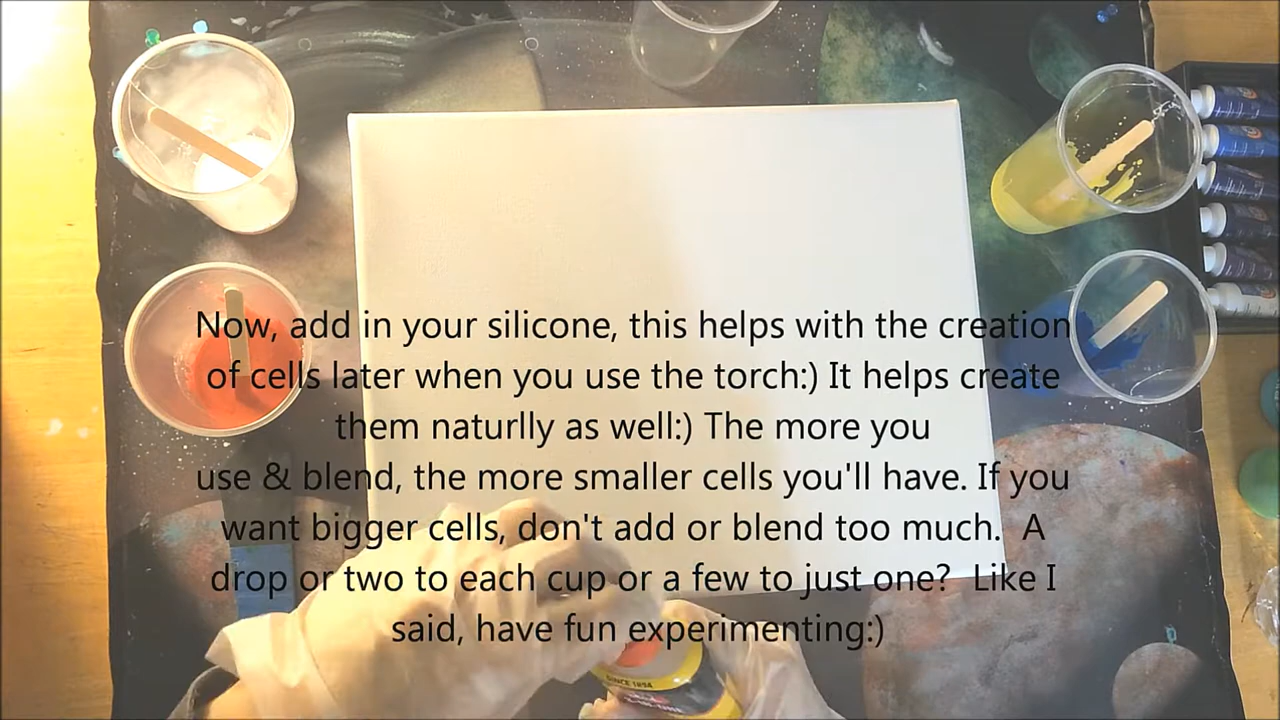 Now, add in your silicone, this helps with the creation
of cells later when you use the torch:) It helps create
them naturlly as well:) The more you
use & blend, the more smaller cells you'll have. If you
want bigger cells, don't add or blend too much.  A
drop or two to each cup or a few to just one?  Like I
said, have fun experimenting:)
SINCE 1894